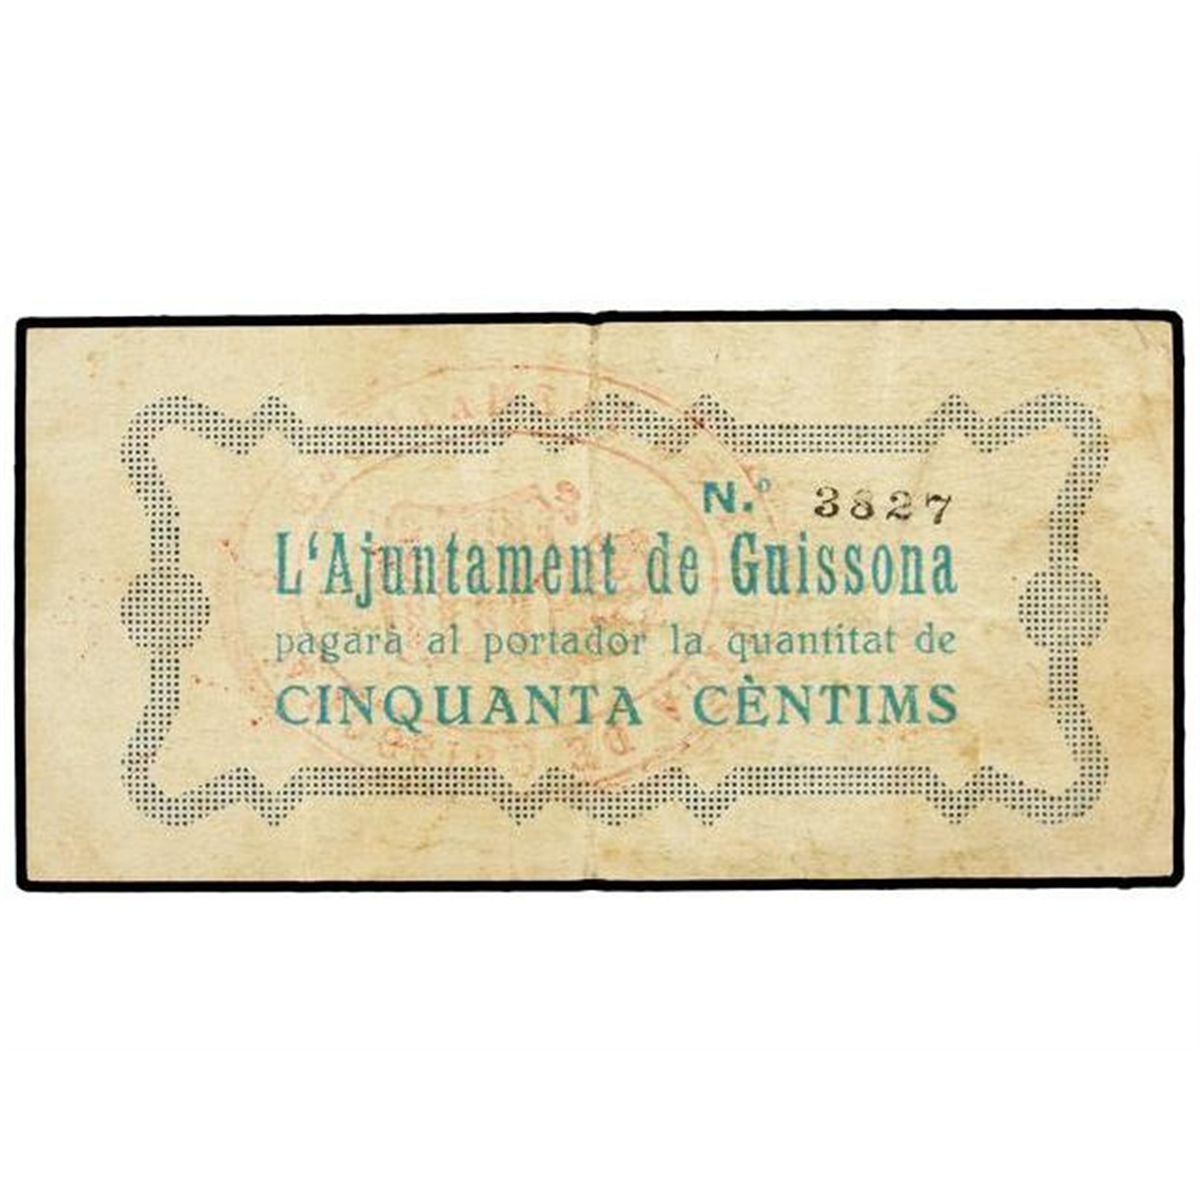 N.º 3827
L'Ajuntament de Guissona
pagarà al portador la quantitat de
CINQUANTA CÈNTIMS